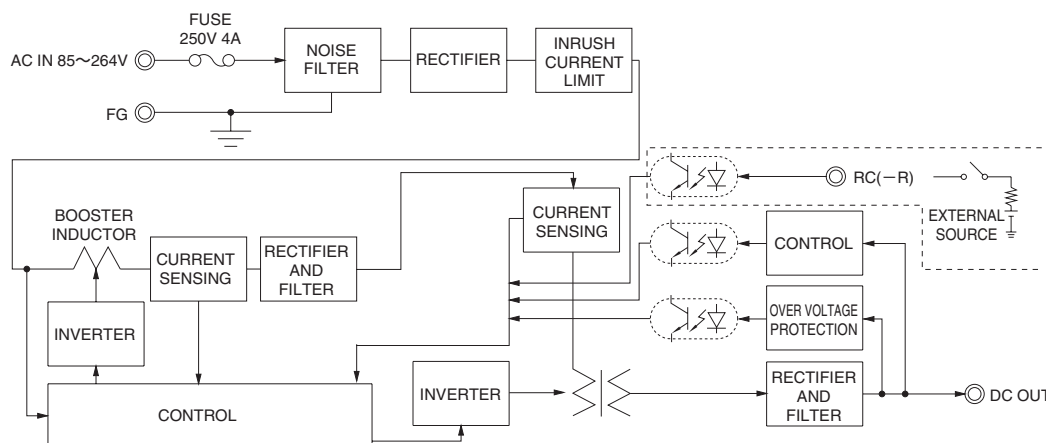 FUSE
250V 4A
AC IN 85～264V
NOISE
FILTER
RECTIFIER
INRUSH
CURRENT
LIMIT
FG
RC(－R)
EXTERNAL
SOURCE
CURRENT
SENSING
CONTROL
BOOSTER
INDUCTOR
CURRENT
SENSING
RECTIFIER
AND
FILTER
OVER VOLTAGE
PROTECTION
INVERTER
INVERTER
RECTIFIER
AND
FILTER
DC OUT
CONTROL